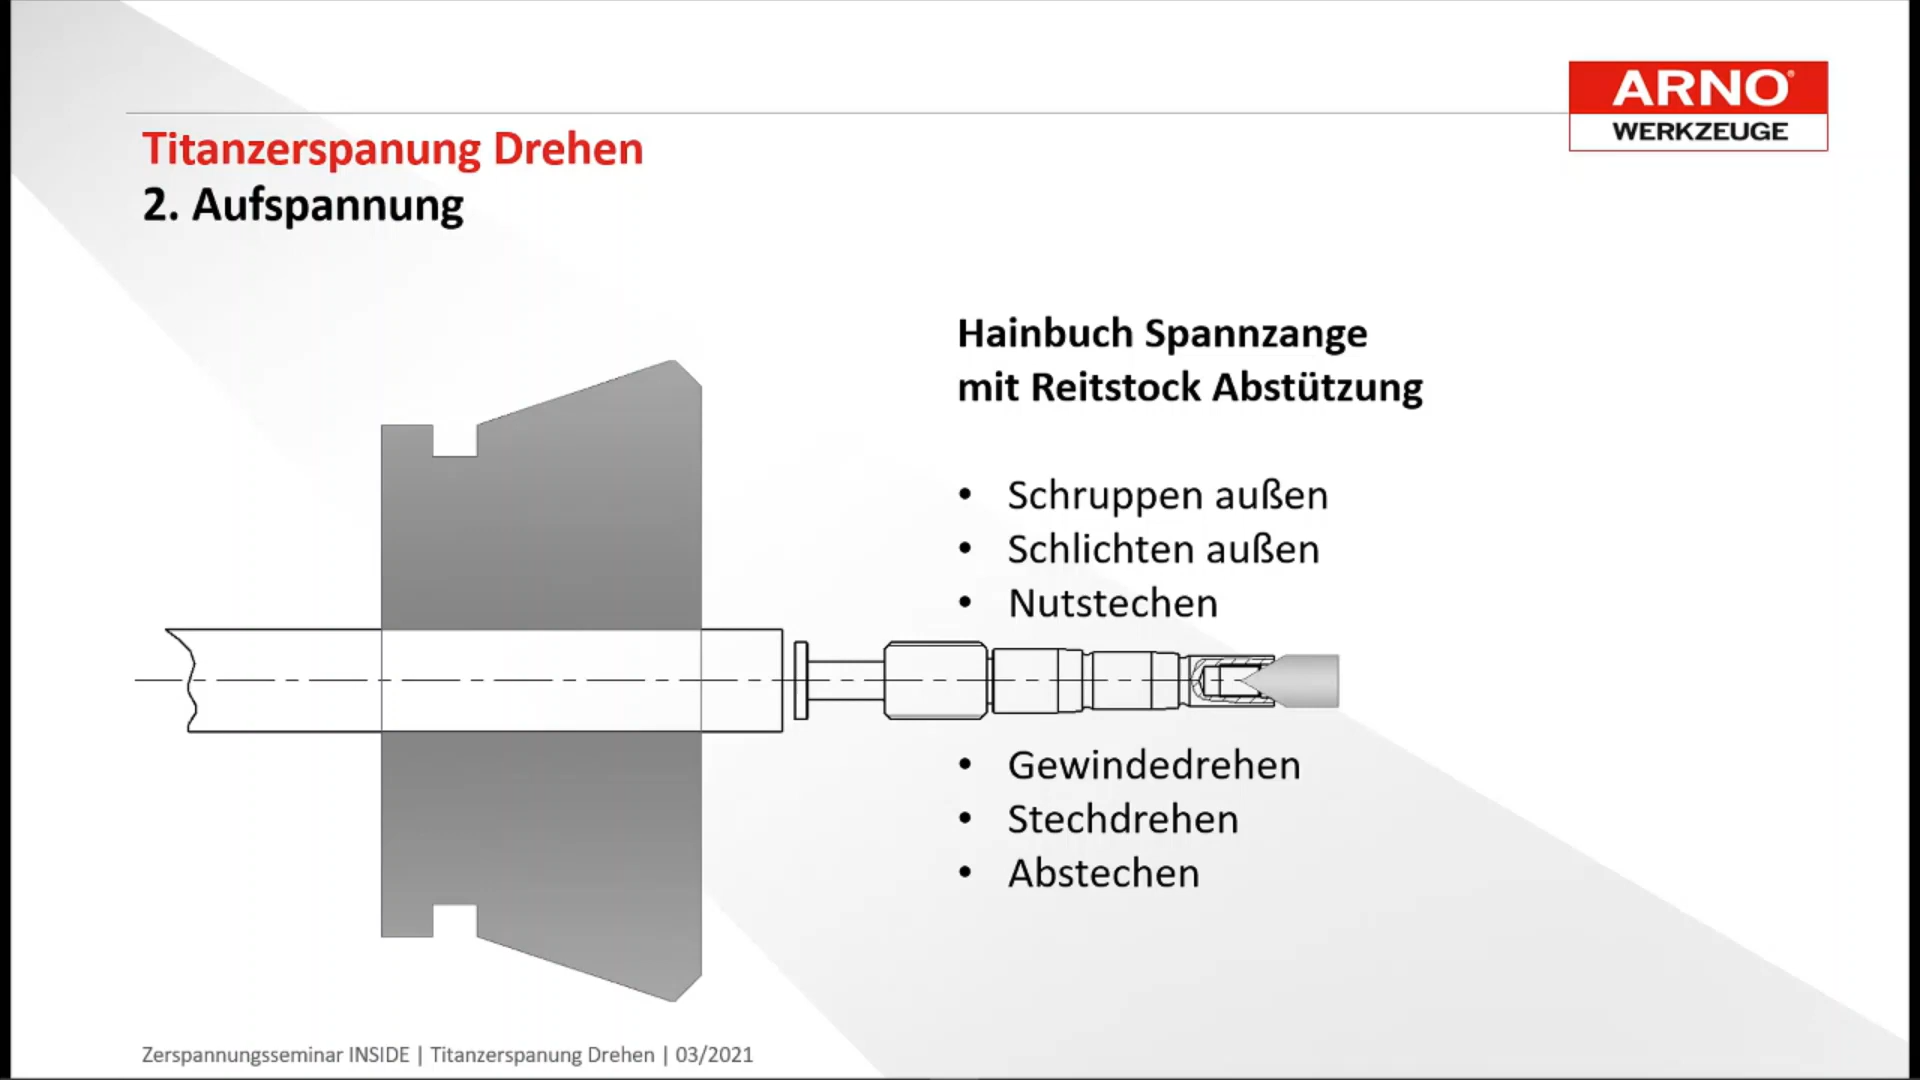 ARNO®
WERKZEUGE
Titanzerspanung Drehen
2. Aufspannung
Hainbuch Spannzange
mit Reitstock Abstützung
• Schruppen außen
• Schlichten außen
• Nutstechen
• Gewindedrehen
• Stechdrehen
• Abstechen
Zerspannungsseminar INSIDE | Titanzerspanung Drehen | 03/2021